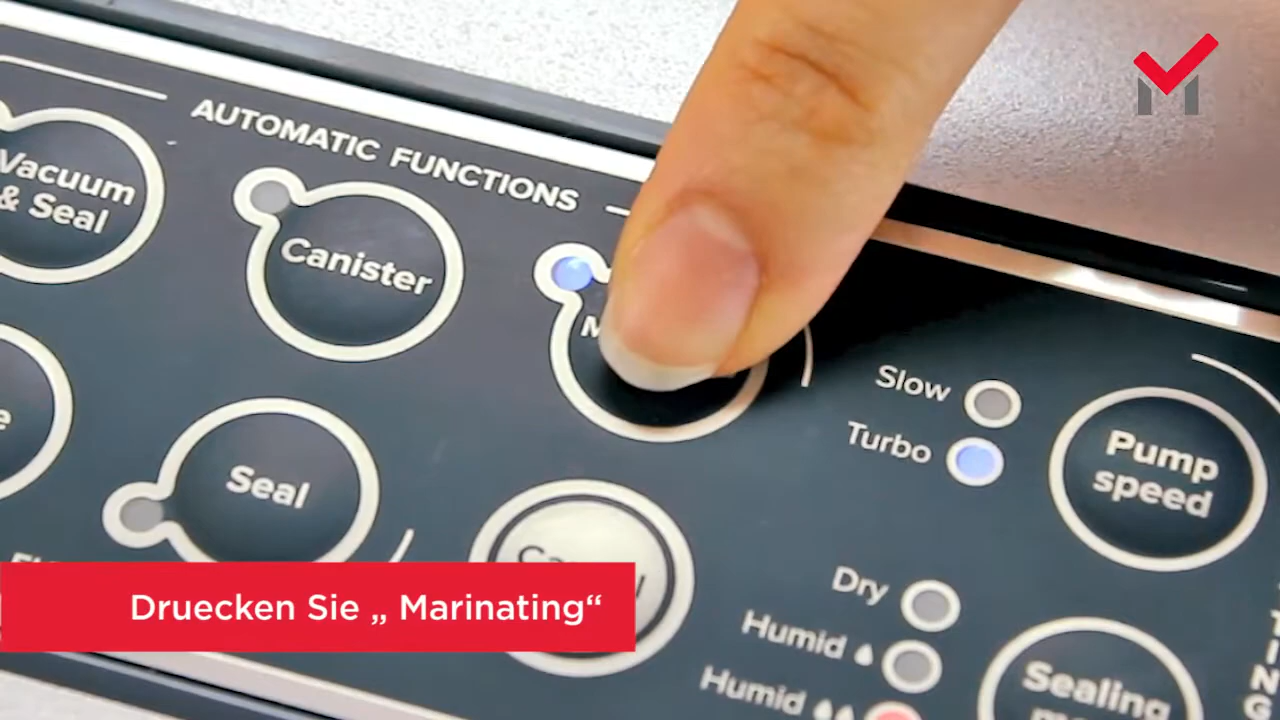 AUTOMATIC FUNCTIONS
Vacuum
& Seal
Canister
Slow
Turbo
Pump
speed
Seal
Dry
Humid
Humid
Sealing
Druecken Sie „ Marinating“